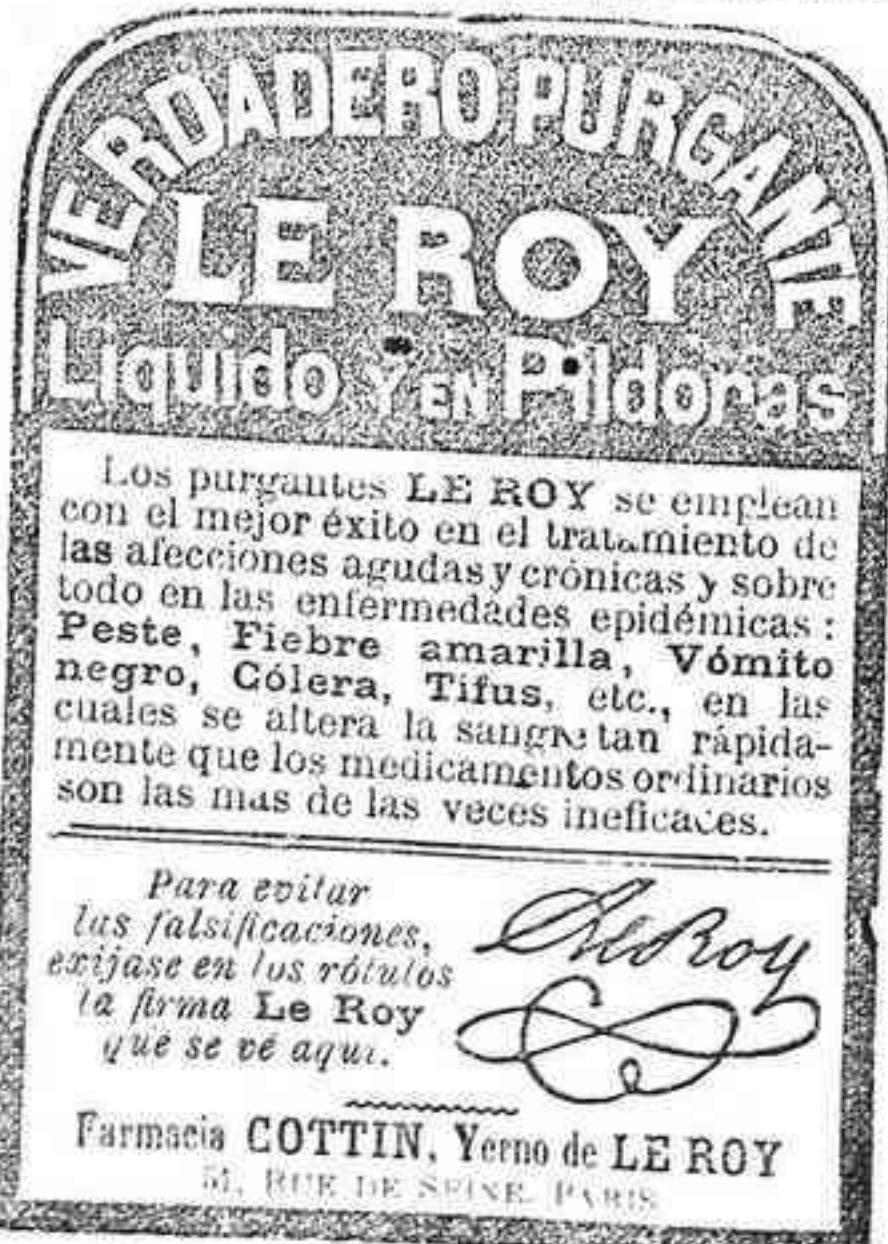 VERDADERO PURGANTE
LE ROY
Líquido Y EN Píldoras
Los purgantes LE ROY se emplean
con el mejor éxito en el tratamiento de
las afecciones agudas y crónicas y sobre
todo en las enfermedades epidémicas :
Peste, Fiebre amarilla, Vómito
negro, Cólera, Tifus, etc., en las
cuales se altera la sangre tan rápida-
mente que los medicamentos ordinarios
son las mas de las veces ineficaces.
Para evitar
las falsificaciones,
exijase en los rótulos
la firma Le Roy
que se vé aqui.
LeRoy
Farmacia COTTIN, Yerno de LE ROY
51, RUE DE SEINE, PARIS